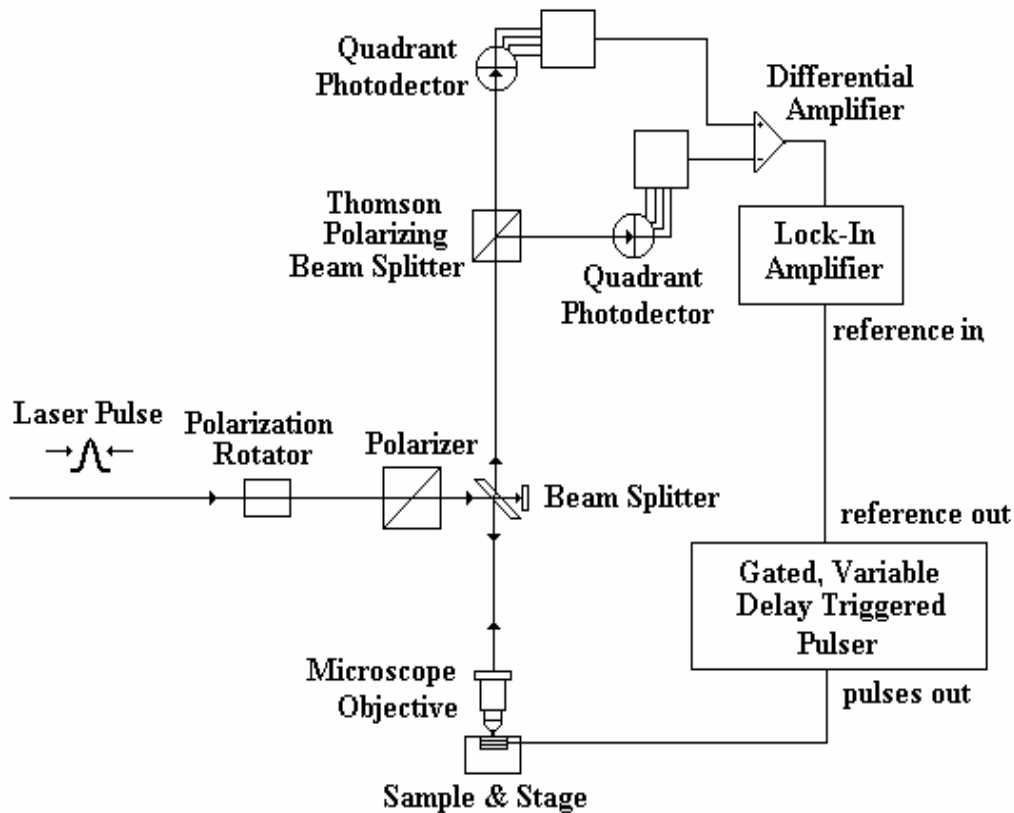 Quadrant
Photodector
Differential
Amplifier
+
-
Thomson
Polarizing
Beam Splitter
Quadrant
Photodector
Lock-In
Amplifier
reference in
Laser Pulse
Polarization
Rotator
Polarizer
Beam Splitter
reference out
Gated, Variable
Delay Triggered
Pulser
pulses out
Microscope
Objective
Sample & Stage